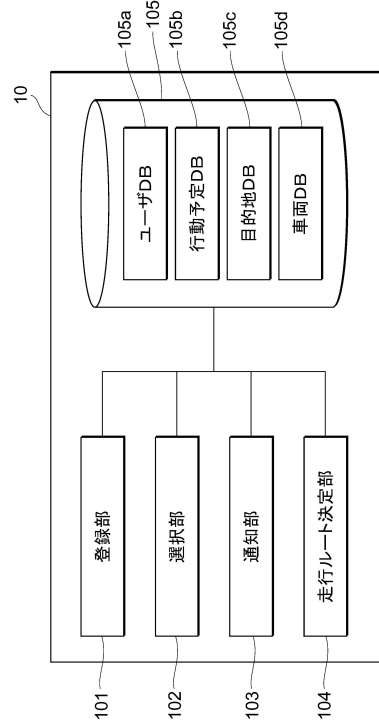 10
101
登録部
102
選択部
103
通知部
104
走行ルート決定部
105
105a
ユーザDB
105b
行動予定DB
105c
目的地DB
105d
車両DB